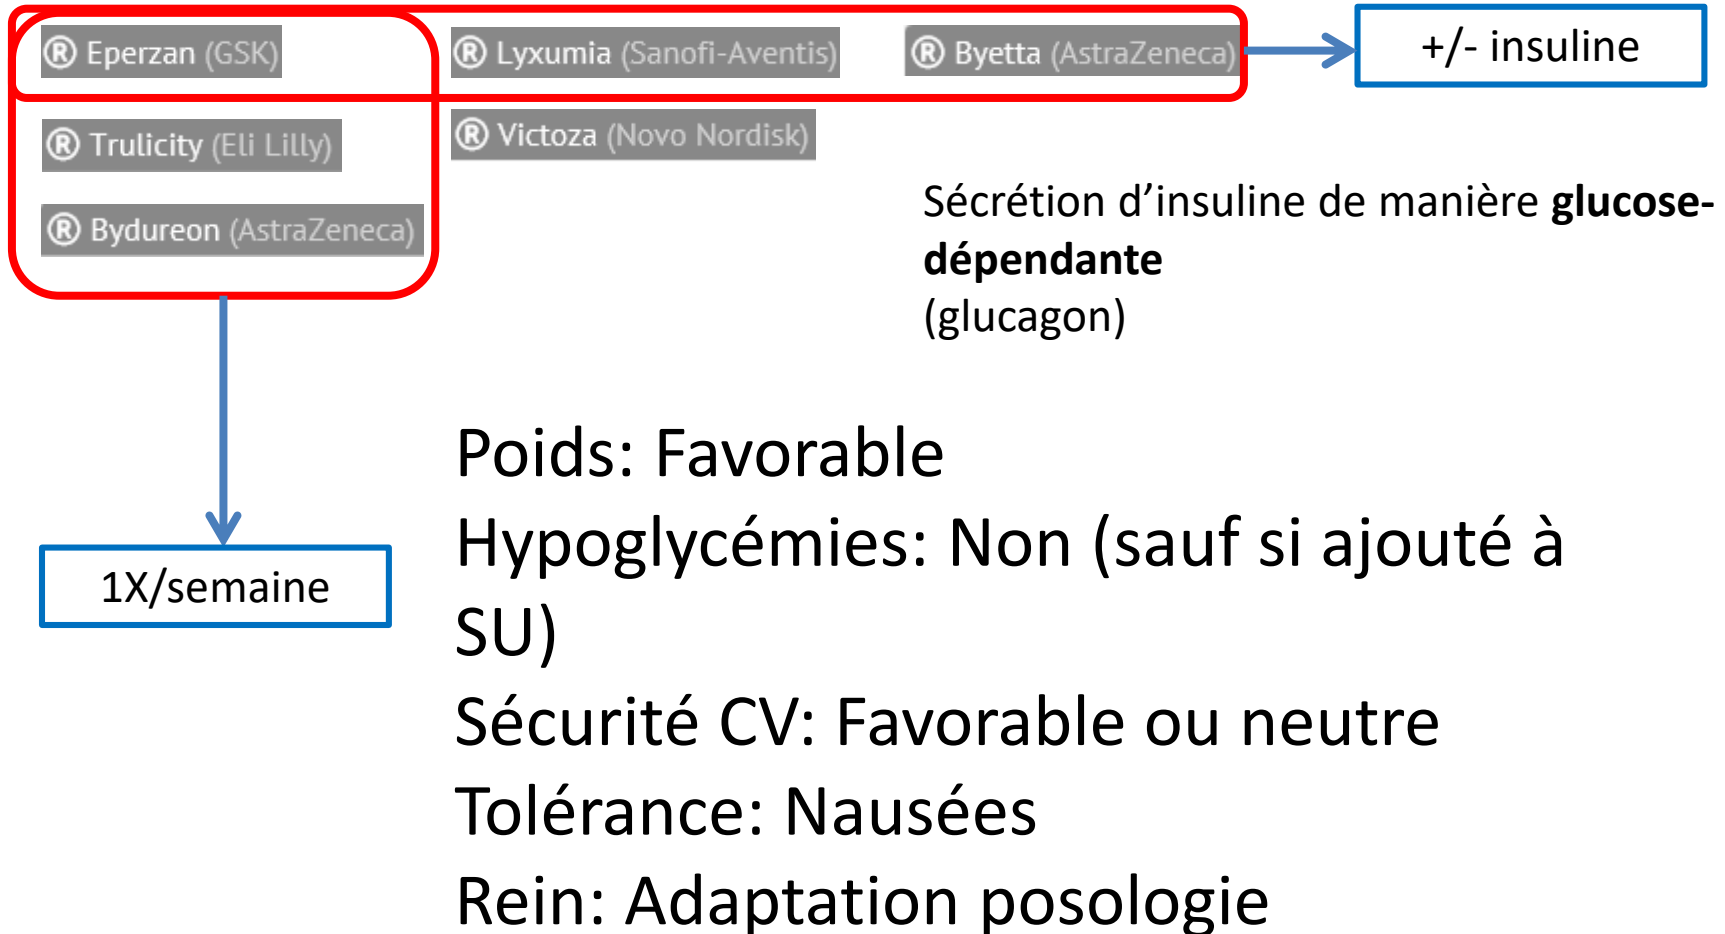 ® Eperzan (GSK)
® Lyxumia (Sanofi-Aventis)
® Byetta (AstraZeneca)
+/- insuline
® Trulicity (Eli Lilly)
® Victoza (Novo Nordisk)
® Bydureon (AstraZeneca)
Sécrétion d’insuline de manière glucose-
dépendante
(glucagon)
1X/semaine
Poids: Favorable
Hypoglycémies: Non (sauf si ajouté à
SU)
Sécurité CV: Favorable ou neutre
Tolérance: Nausées
Rein: Adaptation posologie